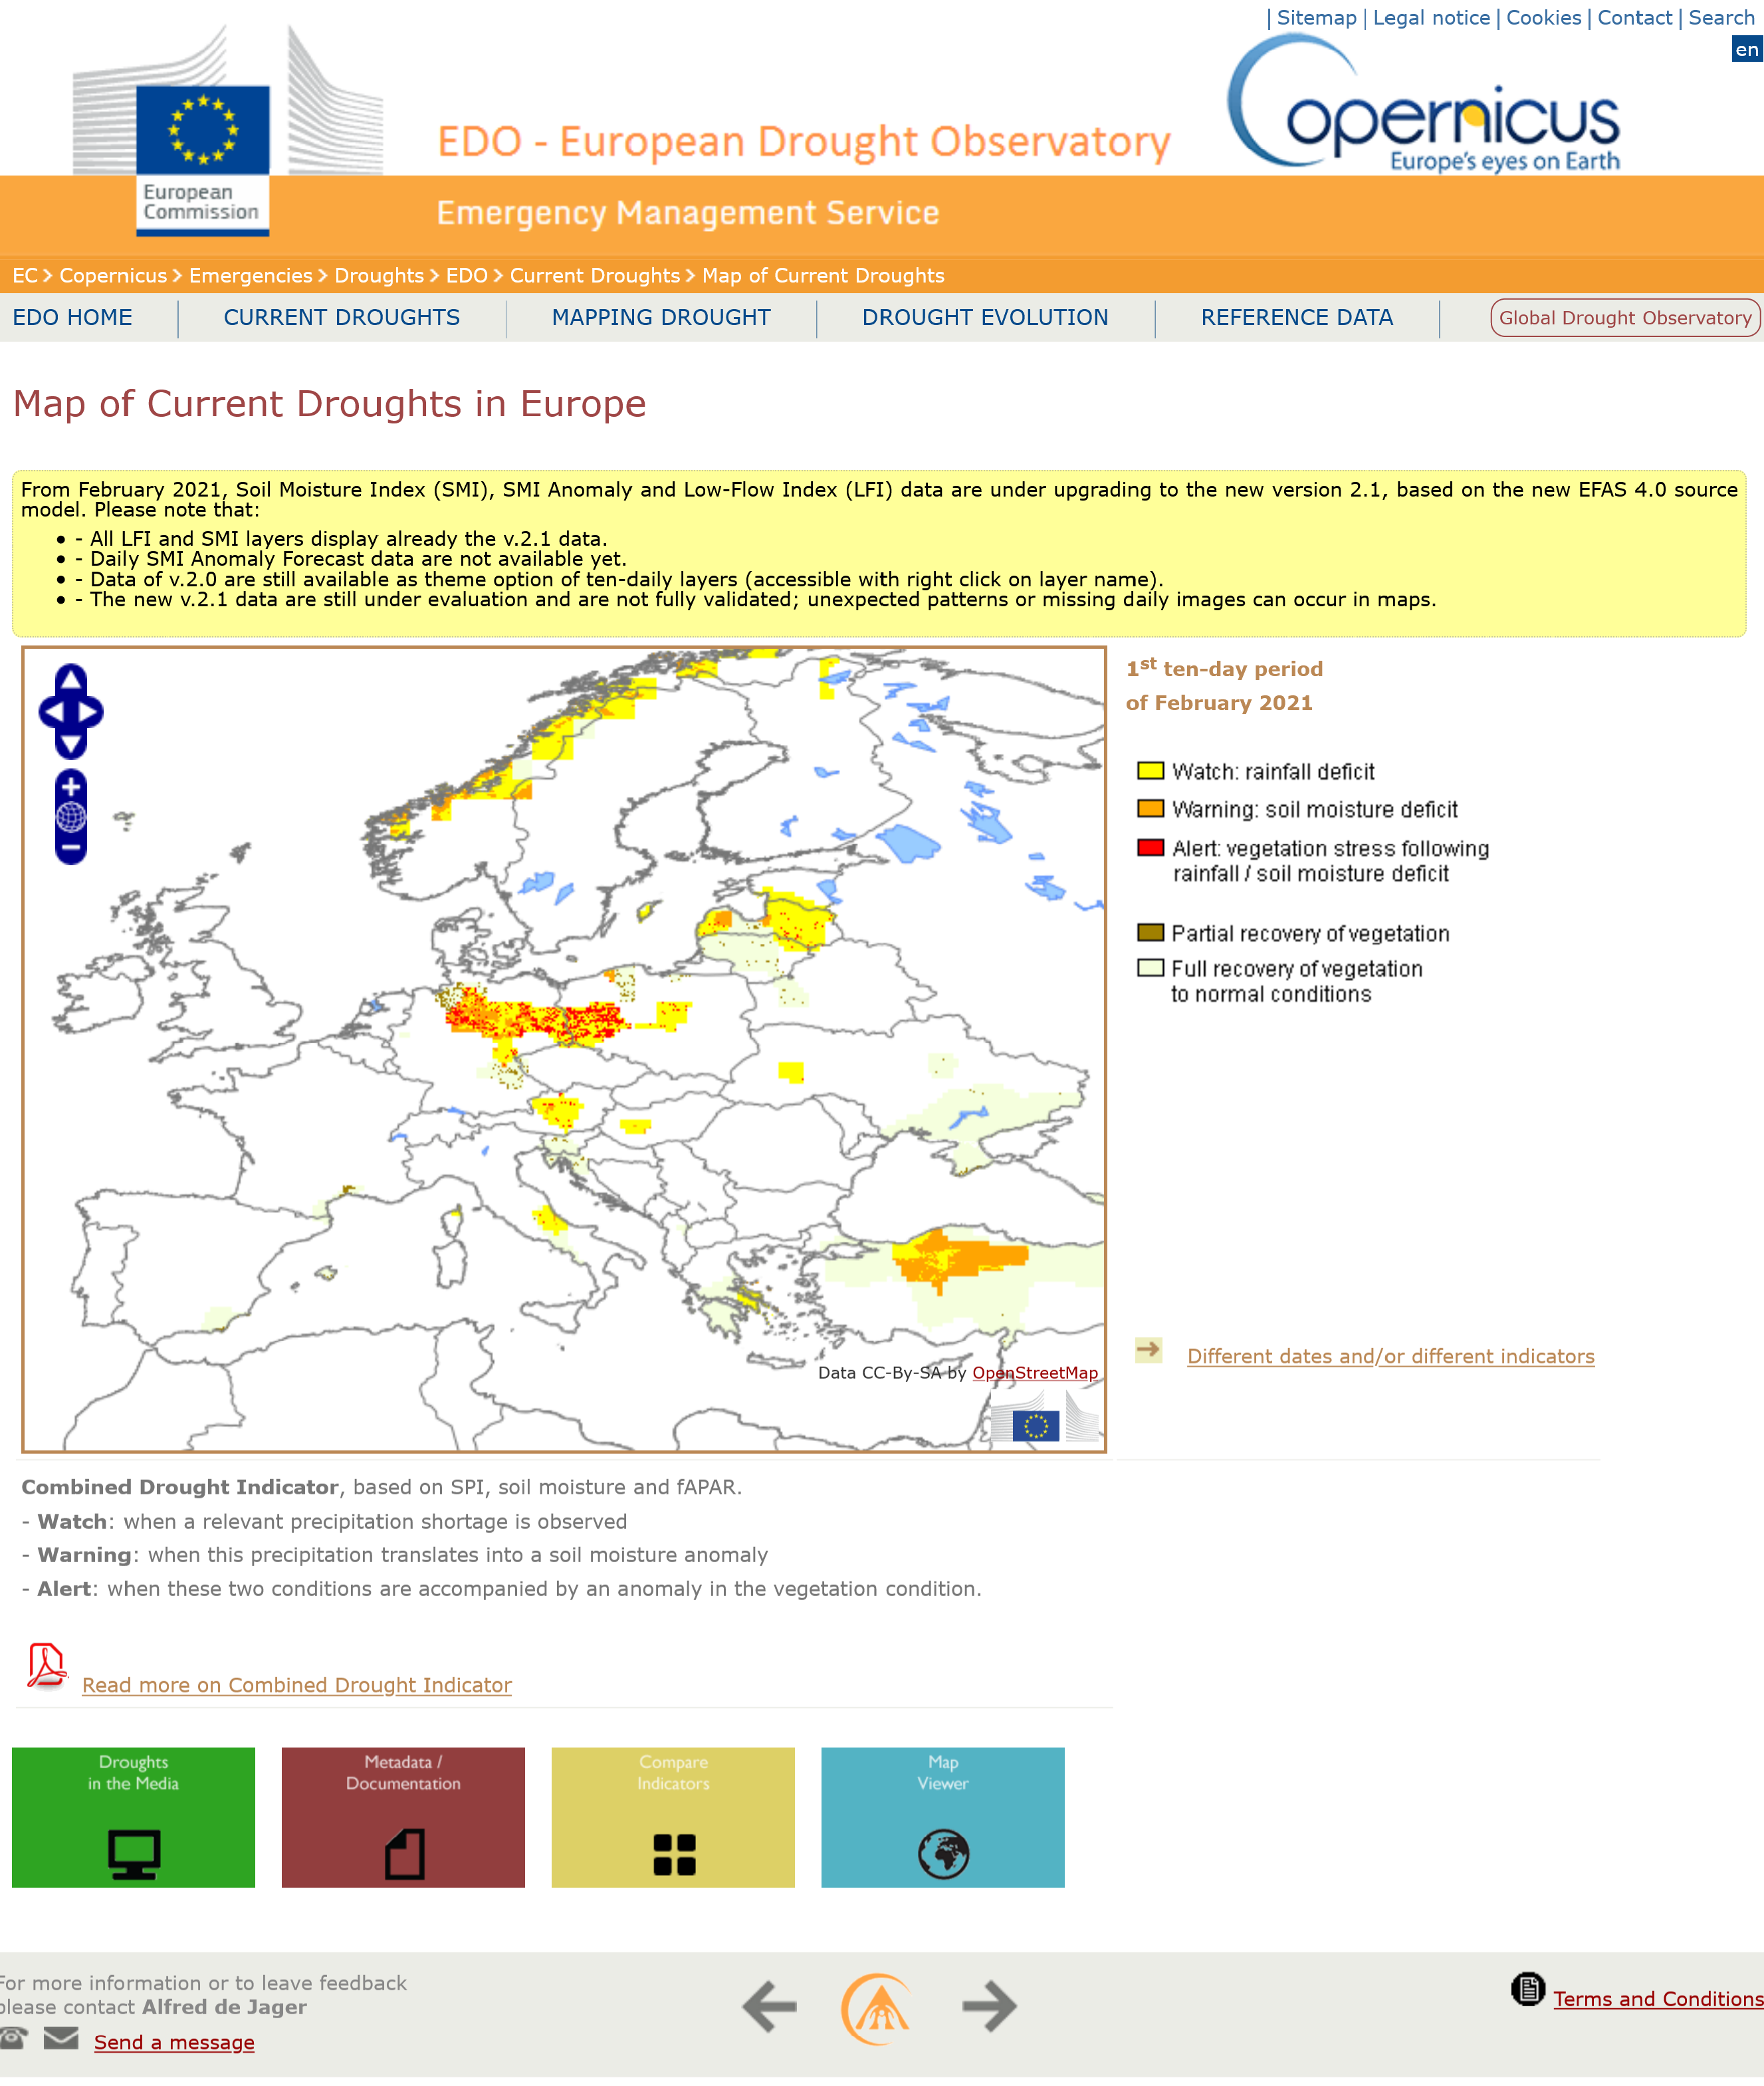 | Sitemap | Legal notice | Cookies | Contact | Search
en
European
Commission
EDO - European Drought Observatory
Copernicus
Europe's eyes on Earth
Emergency Management Service
EC > Copernicus > Emergencies > Droughts > EDO > Current Droughts > Map of Current Droughts
EDO HOME
CURRENT DROUGHTS
MAPPING DROUGHT
DROUGHT EVOLUTION
REFERENCE DATA
Global Drought Observatory
Map of Current Droughts in Europe
From February 2021, Soil Moisture Index (SMI), SMI Anomaly and Low-Flow Index (LFI) data are under upgrading to the new version 2.1, based on the new EFAS 4.0 source
model. Please note that:
• - All LFI and SMI layers display already the v.2.1 data.
• - Daily SMI Anomaly Forecast data are not available yet.
• - Data of v.2.0 are still available as theme option of ten-daily layers (accessible with right click on layer name).
• - The new v.2.1 data are still under evaluation and are not fully validated; unexpected patterns or missing daily images can occur in maps.
1st ten-day period
of February 2021
Watch: rainfall deficit
Warning: soil moisture deficit
Alert: vegetation stress following
rainfall / soil moisture deficit
Partial recovery of vegetation
Full recovery of vegetation
to normal conditions
Different dates and/or different indicators
Data CC-By-SA by OpenStreetMap
Combined Drought Indicator, based on SPI, soil moisture and fAPAR.
- Watch: when a relevant precipitation shortage is observed
- Warning: when this precipitation translates into a soil moisture anomaly
- Alert: when these two conditions are accompanied by an anomaly in the vegetation condition.
Read more on Combined Drought Indicator
Droughts
in the Media
Metadata /
Documentation
Compare
Indicators
Map
Viewer
For more information or to leave feedback
please contact Alfred de Jager
Send a message
Terms and Conditions